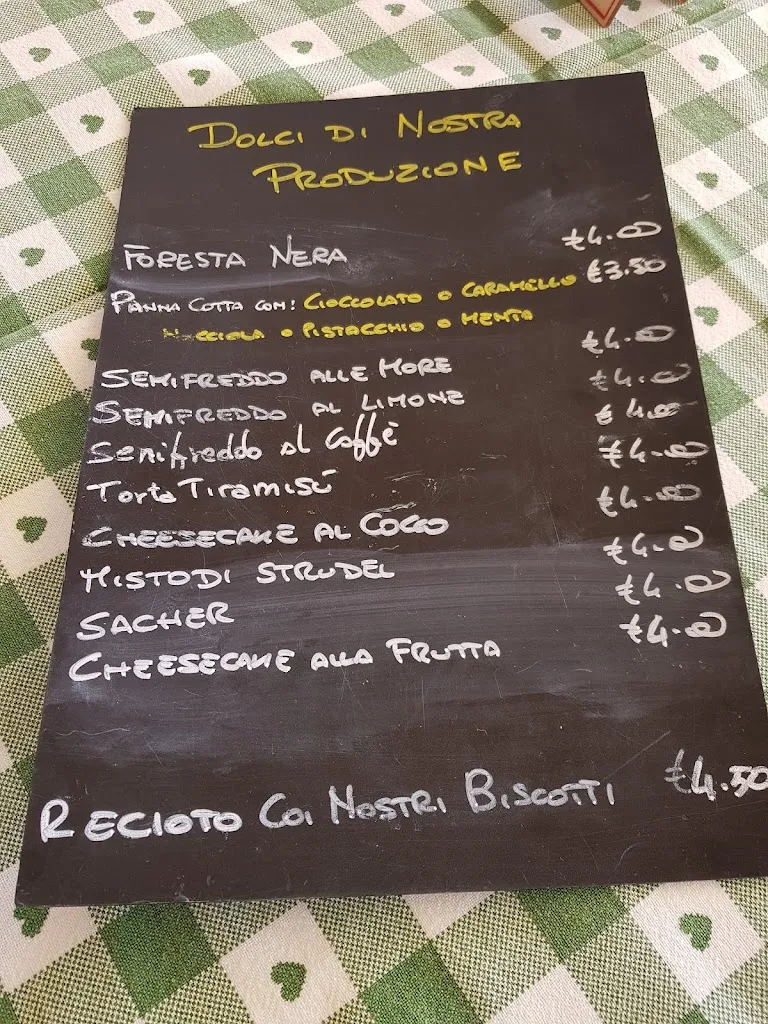 DOLCI DI NOSTRA
PRODUZIONE
FORESTA NERA €4.00
PANNA COTTA CON: CIOCCOLATO O CARAMELLO €3.50
NOCCIOLA O PISTACCHIO O MENTA
SEMIFREDDO ALLE MORE €4.00
SEMIFREDDO AL LIMONE €4.00
Semifreddo al Caffè €4.00
Torta Tiramisù €4.00
CHEESECAKE AL COCCO €4.00
MISTO DI STRUDEL €4.00
SACHER €4.00
CHEESECAKE ALLA FRUTTA €4.00
RECIOTO COI NOSTRI BISCOTTI €4.50